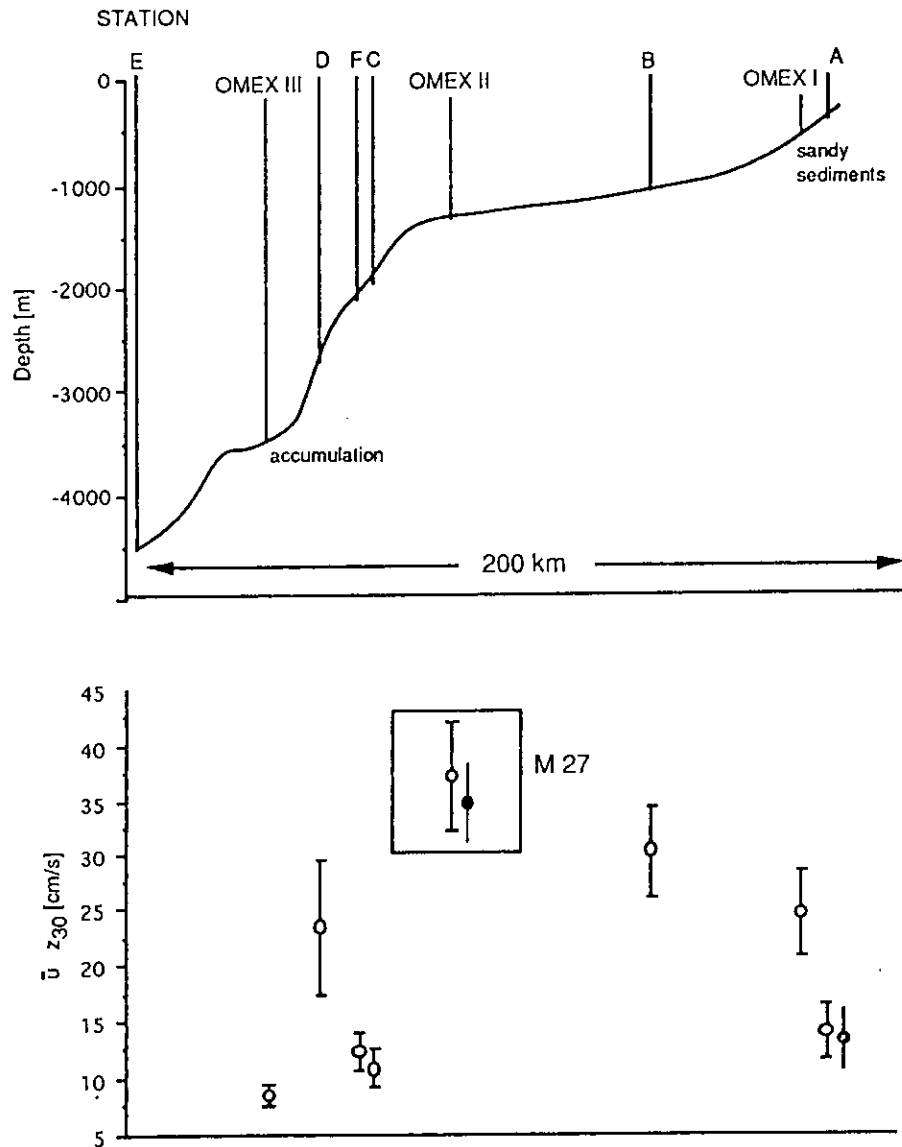 STATION
E D F C B A
OMEX III OMEX II OMEX I
0
-1000
-2000
-3000
-4000
Depth [m]
sandy
sediments
accumulation
200 km
45
40
35
30
25
20
15
10
5
ū z30 [cm/s]
M 27